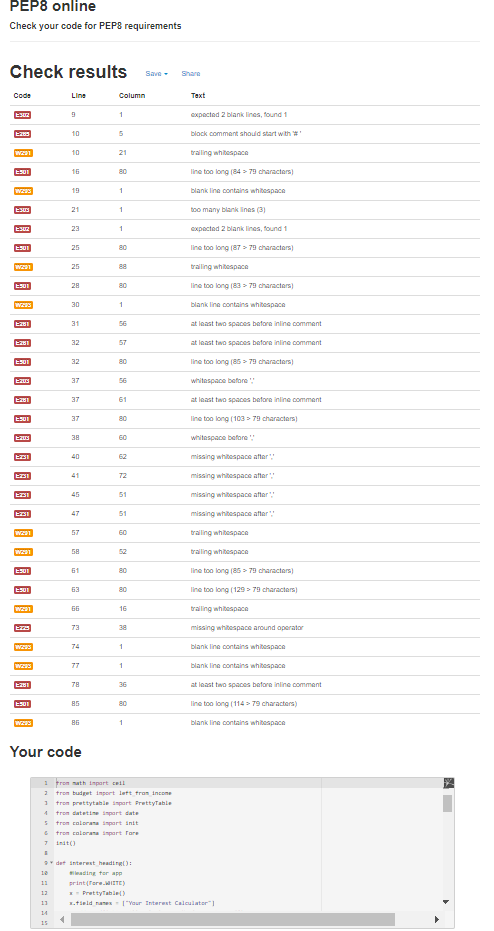 PEP8 online
Check your code for PEP8 requirements
Check results Save Share
Code Line Column Text
E302 9 1 expected 2 blank lines, found 1
E265 10 5 block comment should start with '# '
W291 10 21 trailing whitespace
E501 16 80 line too long (84 > 79 characters)
W293 19 1 blank line contains whitespace
E303 21 1 too many blank lines (3)
E302 23 1 expected 2 blank lines, found 1
E501 25 80 line too long (87 > 79 characters)
W291 25 88 trailing whitespace
E501 28 80 line too long (83 > 79 characters)
W293 30 1 blank line contains whitespace
E261 31 56 at least two spaces before inline comment
E261 32 57 at least two spaces before inline comment
E501 32 80 line too long (85 > 79 characters)
E203 37 56 whitespace before ','
E261 37 61 at least two spaces before inline comment
E501 37 80 line too long (103 > 79 characters)
E203 38 60 whitespace before ','
E231 40 62 missing whitespace after ','
E231 41 72 missing whitespace after ','
E231 45 51 missing whitespace after ','
E231 47 51 missing whitespace after ','
W291 57 60 trailing whitespace
W291 58 52 trailing whitespace
E501 61 80 line too long (85 > 79 characters)
E501 63 80 line too long (129 > 79 characters)
W291 66 16 trailing whitespace
E225 73 38 missing whitespace around operator
W293 74 1 blank line contains whitespace
W293 77 1 blank line contains whitespace
E261 78 36 at least two spaces before inline comment
E501 85 80 line too long (114 > 79 characters)
W293 86 1 blank line contains whitespace
Your code
1 from math import ceil
2 from budget import left_from_income
3 from prettytable import PrettyTable
4 from datetime import date
5 from colorama import init
6 from colorama import Fore
7 init()
8
9 def interest_heading():
10 #Heading for app
11 print(Fore.WHITE)
12 x = PrettyTable()
13 x.field_names = ["Your Interest Calculator"]
14
15